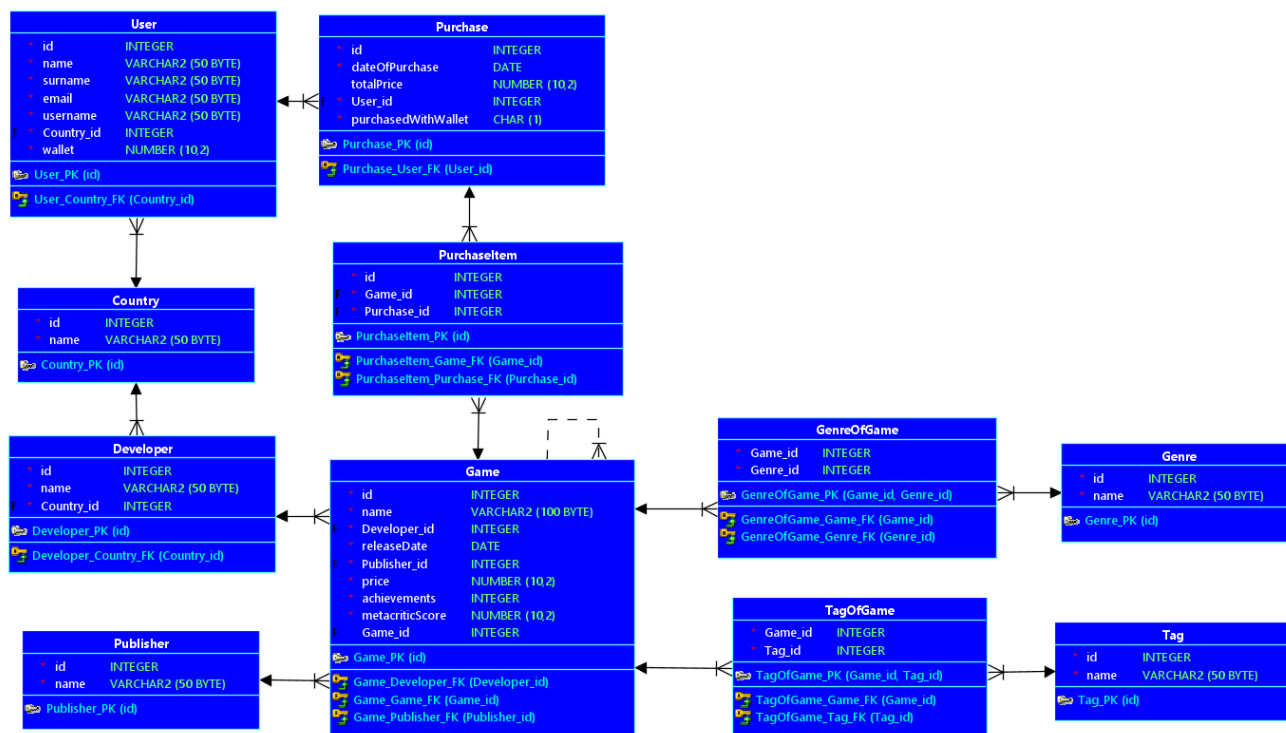 User
* id INTEGER
* name VARCHAR2 (50 BYTE)
* surname VARCHAR2 (50 BYTE)
* email VARCHAR2 (50 BYTE)
* username VARCHAR2 (50 BYTE)
F * Country_id INTEGER
* wallet NUMBER (10,2)
User_PK (id)
User_Country_FK (Country_id)
Purchase
* id INTEGER
* dateOfPurchase DATE
totalPrice NUMBER (10,2)
F * User_id INTEGER
* purchasedWithWallet CHAR (1)
Purchase_PK (id)
Purchase_User_FK (User_id)
PurchaseItem
* id INTEGER
F * Game_id INTEGER
F * Purchase_id INTEGER
PurchaseItem_PK (id)
PurchaseItem_Game_FK (Game_id)
PurchaseItem_Purchase_FK (Purchase_id)
Country
* id INTEGER
* name VARCHAR2 (50 BYTE)
Country_PK (id)
Developer
* id INTEGER
* name VARCHAR2 (50 BYTE)
F * Country_id INTEGER
Developer_PK (id)
Developer_Country_FK (Country_id)
Game
* id INTEGER
* name VARCHAR2 (100 BYTE)
F * Developer_id INTEGER
* releaseDate DATE
F * Publisher_id INTEGER
* price NUMBER (10,2)
* achievements INTEGER
* metacriticScore NUMBER (10,2)
F Game_id INTEGER
Game_PK (id)
Game_Developer_FK (Developer_id)
Game_Game_FK (Game_id)
Game_Publisher_FK (Publisher_id)
GenreOfGame
* Game_id INTEGER
* Genre_id INTEGER
GenreOfGame_PK (Game_id, Genre_id)
GenreOfGame_Game_FK (Game_id)
GenreOfGame_Genre_FK (Genre_id)
Genre
* id INTEGER
* name VARCHAR2 (50 BYTE)
Genre_PK (id)
Publisher
* id INTEGER
* name VARCHAR2 (50 BYTE)
Publisher_PK (id)
TagOfGame
* Game_id INTEGER
* Tag_id INTEGER
TagOfGame_PK (Game_id, Tag_id)
TagOfGame_Game_FK (Game_id)
TagOfGame_Tag_FK (Tag_id)
Tag
* id INTEGER
* name VARCHAR2 (50 BYTE)
Tag_PK (id)